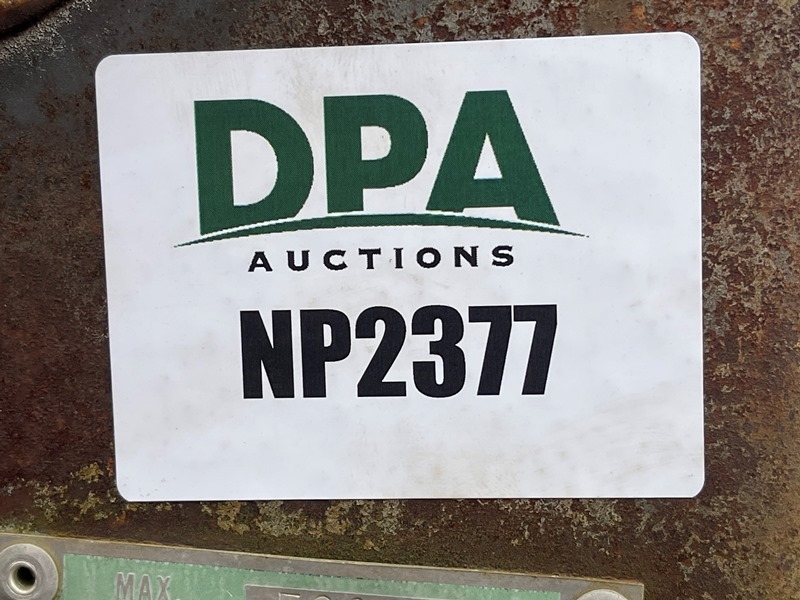 DPA
AUCTIONS
NP2377
MAX.